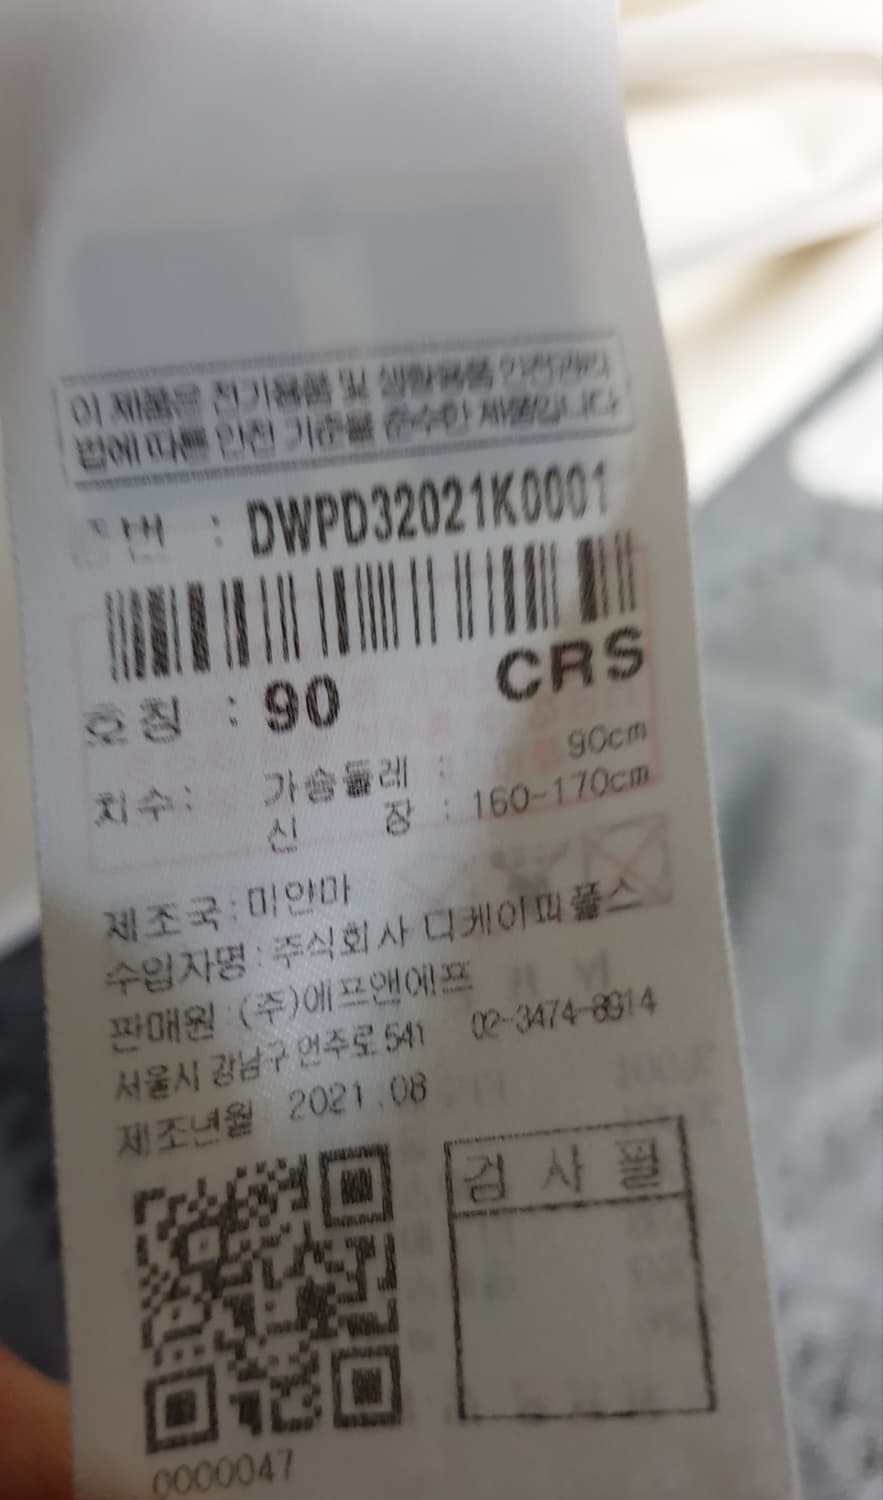 이 제품은 전기용품 및 생활용품 안전관리
법에 따른 안전 기준을 준수한 제품입니다
품번 : DWPD32021K0001
호칭 : 90 CRS
치수: 가슴둘레 : 90cm
신 장 : 160-170cm
제조국:미얀마
수입자명:주식회사 디케이피플스
판매원 (주)에프앤에프
서울시 강남구 언주로 541 02-3474-8914
제조년월 2021.08
검 사 필
0000047